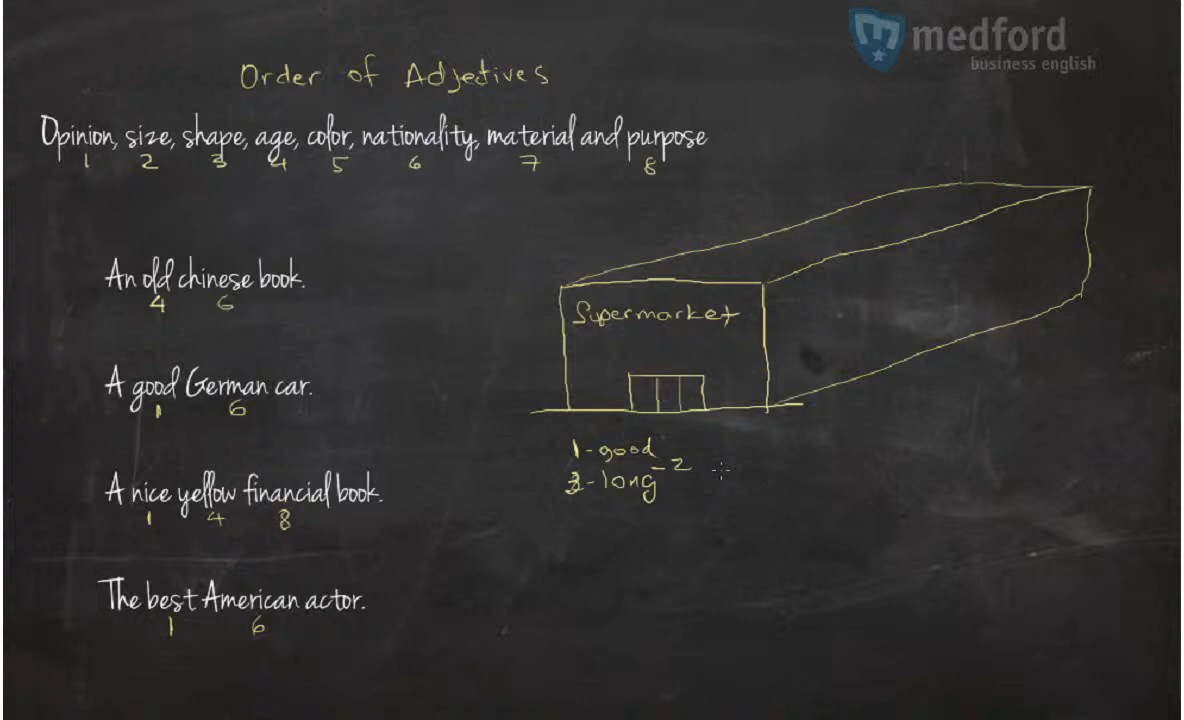 medford
business english
Order of Adjectives
Opinion, size, shape, age, color, nationality, material and purpose
1 2 3 4 5 6 7 8
An old chinese book.
4 6
A good German car.
1 6
A nice yellow financial book.
1 4 8
The best American actor.
1 6
Supermarket
1-good
3-long - 2